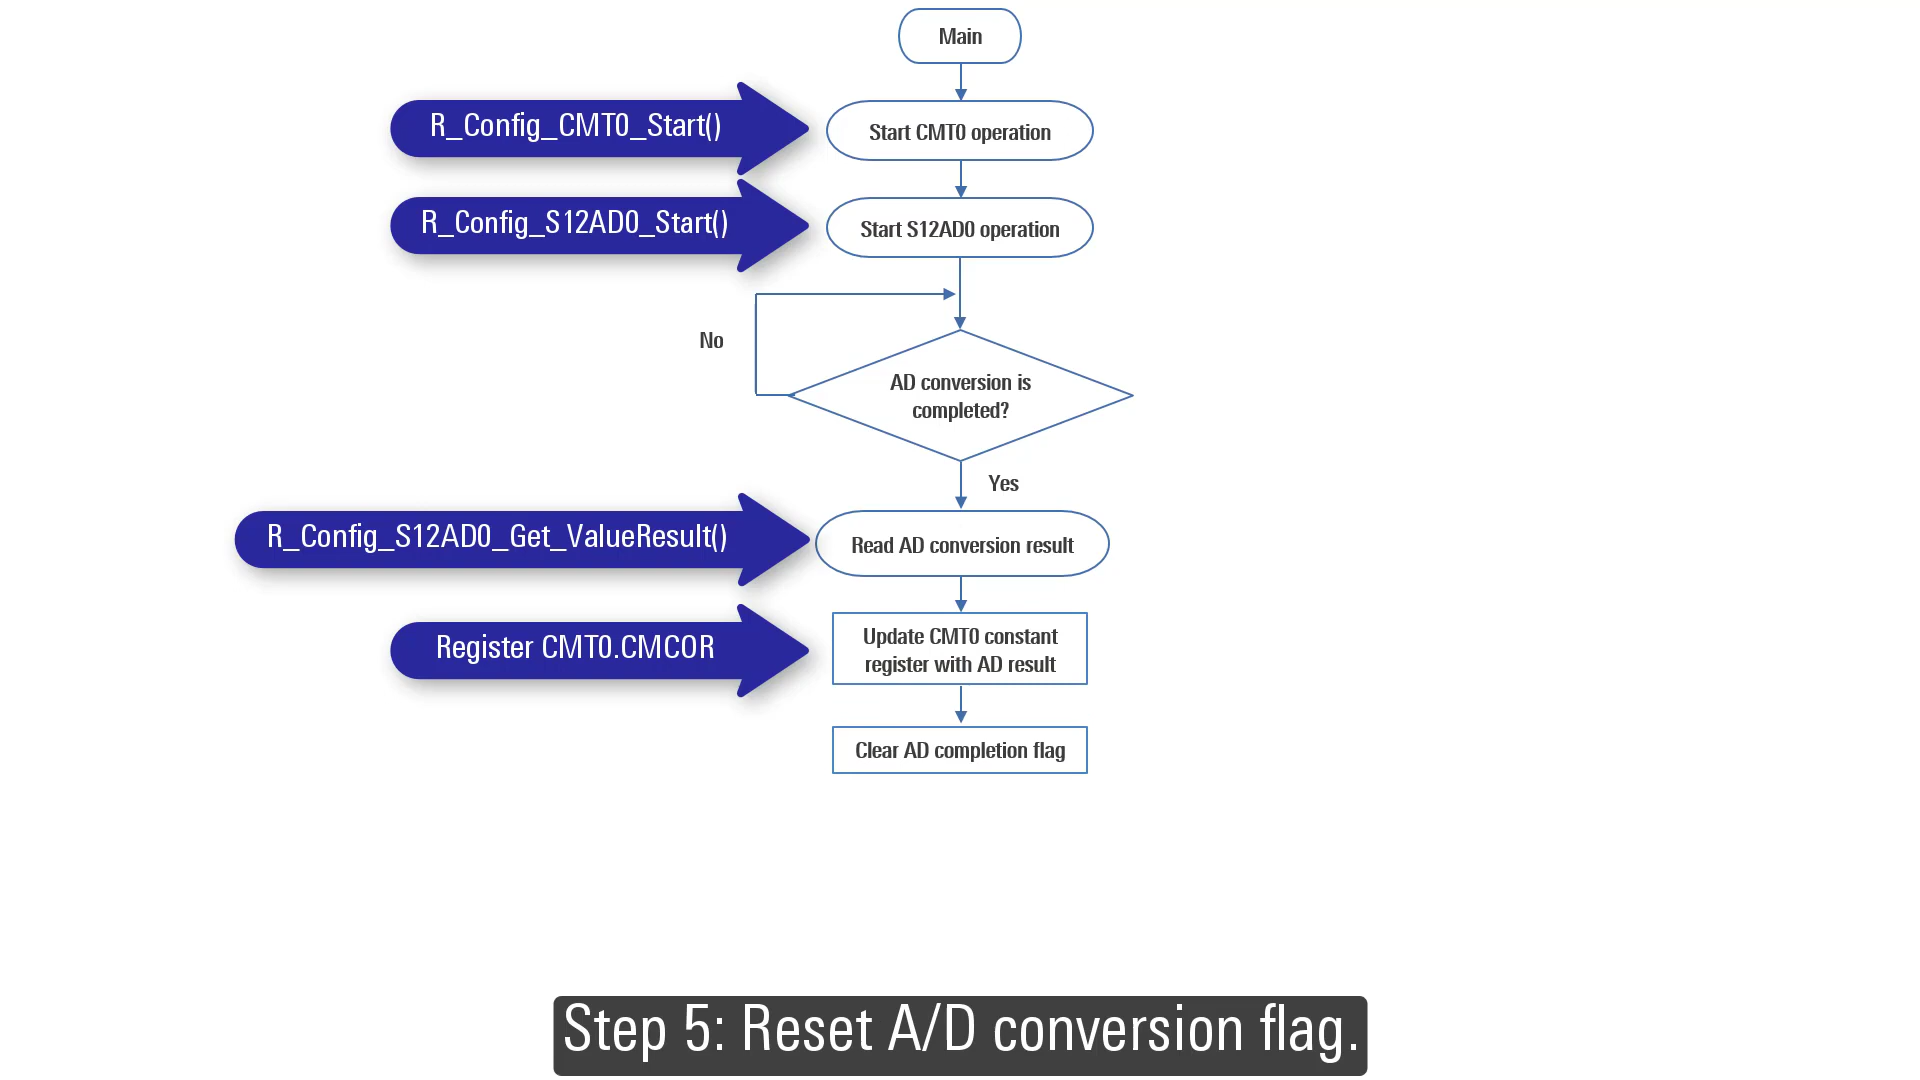 Main
R_Config_CMT0_Start()
Start CMT0 operation
R_Config_S12AD0_Start()
Start S12AD0 operation
No
AD conversion is
completed?
Yes
R_Config_S12AD0_Get_ValueResult()
Read AD conversion result
Register CMT0.CMCOR
Update CMT0 constant
register with AD result
Clear AD completion flag
Step 5: Reset A/D conversion flag.